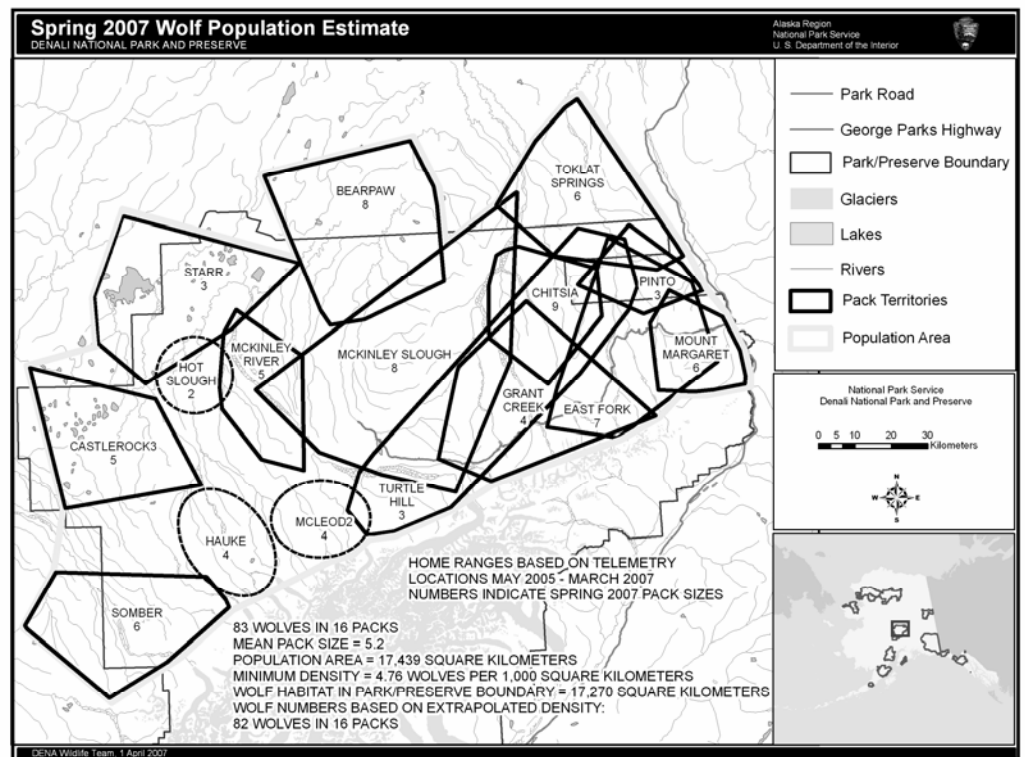 Spring 2007 Wolf Population Estimate
DENALI NATIONAL PARK AND PRESERVE
Alaska Region
National Park Service
U. S. Department of the Interior
TOKLAT
SPRINGS
6
BEARPAW
8
STARR
3
CHITSIA
9
PINTO
3
MOUNT
MARGARET
6
MCKINLEY
RIVER
5
MCKINLEY SLOUGH
8
HOT
SLOUGH
2
GRANT
CREEK
4
EAST FORK
7
CASTLEROCK3
5
TURTLE
HILL
3
MCLEOD2
4
HAUKE
4
SOMBER
6
HOME RANGES BASED ON TELEMETRY
LOCATIONS MAY 2005 - MARCH 2007
NUMBERS INDICATE SPRING 2007 PACK SIZES
83 WOLVES IN 16 PACKS
MEAN PACK SIZE = 5.2
POPULATION AREA = 17,439 SQUARE KILOMETERS
MINIMUM DENSITY = 4.76 WOLVES PER 1,000 SQUARE KILOMETERS
WOLF HABITAT IN PARK/PRESERVE BOUNDARY = 17,270 SQUARE KILOMETERS
WOLF NUMBERS BASED ON EXTRAPOLATED DENSITY:
82 WOLVES IN 16 PACKS
Park Road
George Parks Highway
Park/Preserve Boundary
Glaciers
Lakes
Rivers
Pack Territories
Population Area
National Park Service
Denali National Park and Preserve
0 5 10 20 30
Kilometers
N
W E
S
DENA Wildlife Team, 1 April 2007